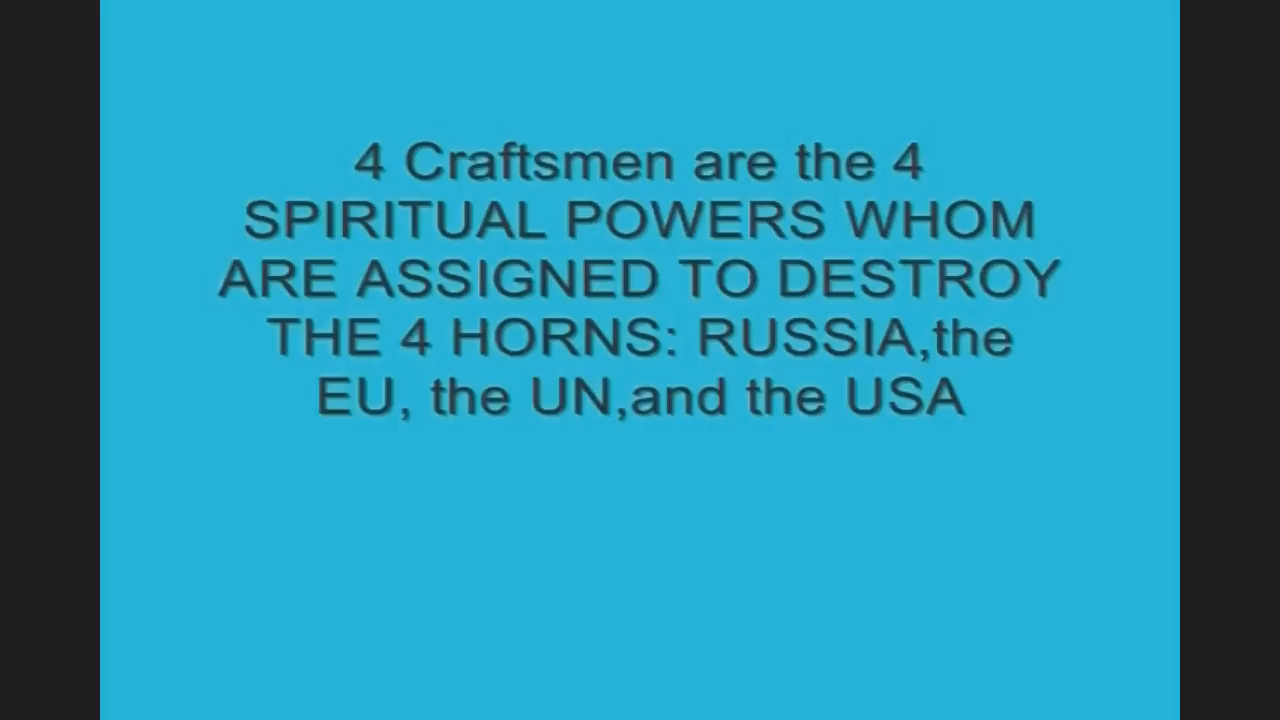 4 Craftsmen are the 4
SPIRITUAL POWERS WHOM
ARE ASSIGNED TO DESTROY
THE 4 HORNS: RUSSIA,the
EU, the UN,and the USA